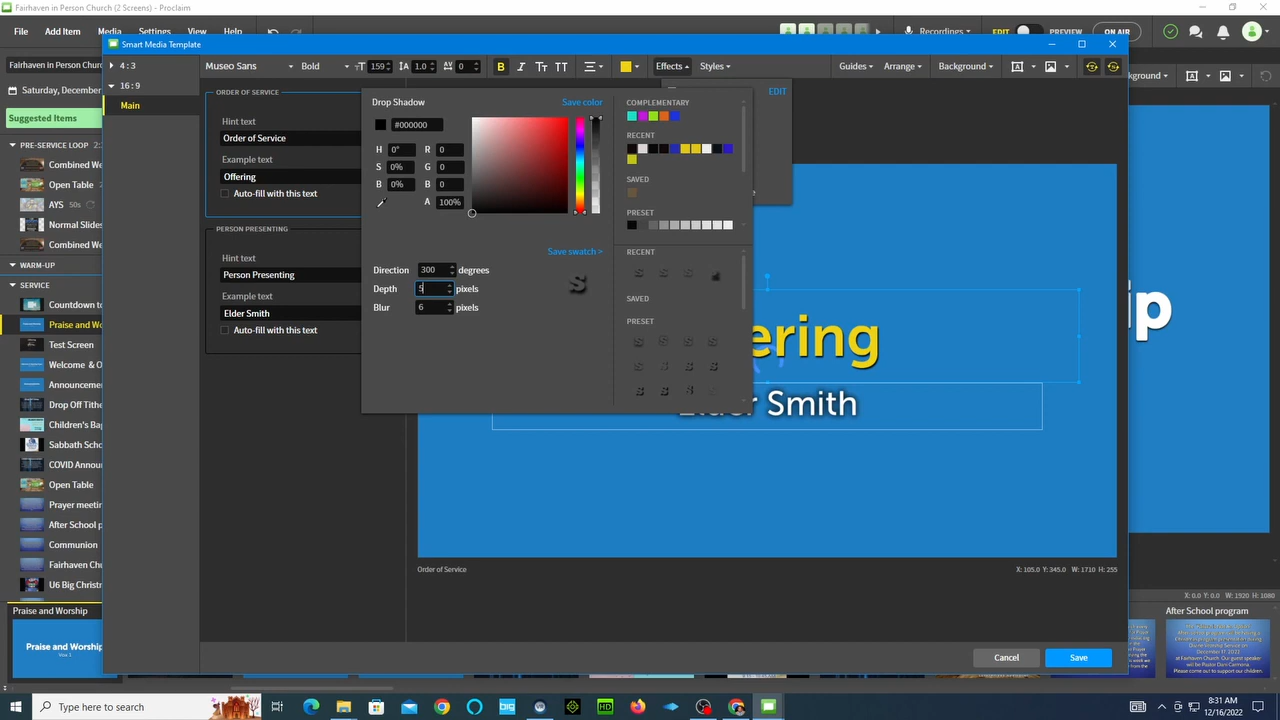 Fairhaven in Person Church (2 Screens) - Proclaim
File Add Item Media Settings View Help
Recordings
EDIT PREVIEW ON AIR
Smart Media Template
4:3
16:9
Main
Museo Sans Bold 159 1.0 0 B I Tт TT Effects Styles Guides Arrange Background
Fairhaven in Person Church
Saturday, December
Suggested Items
PRE-SERVICE LOOP
Combined We
Open Table
AYS 50s
Normal Slides
Combined We
WARM-UP
SERVICE
Countdown to
Praise and Wo
Test Screen
Welcome & O
Announcemen
Drop Off Tithe
Children's Bag
Sabbath Scho
COVID Annou
Open Table
Prayer meetin
After School p
Communion
Fairhaven Chur
U6 Big Christm
ORDER OF SERVICE
Hint text
Order of Service
Example text
Offering
Auto-fill with this text
PERSON PRESENTING
Hint text
Person Presenting
Example text
Elder Smith
Auto-fill with this text
Drop Shadow Save color
#000000
H 0° R 0
S 0% G 0
B 0% B 0
A 100%
Save swatch >
Direction 300 degrees
Depth 5 pixels
Blur 6 pixels
S
COMPLEMENTARY
RECENT
SAVED
PRESET
RECENT
SAVED
PRESET
EDIT
ering
Elder Smith
ip
Order of Service
X: 105.0 Y: 345.0 W: 1710 H: 255
X: 0.0 Y: 0.0 W: 1920 H: 1080
Cancel Save
Praise and Worship
Praise and Worship
After School program
Type here to search
8:31 AM
12/16/2022